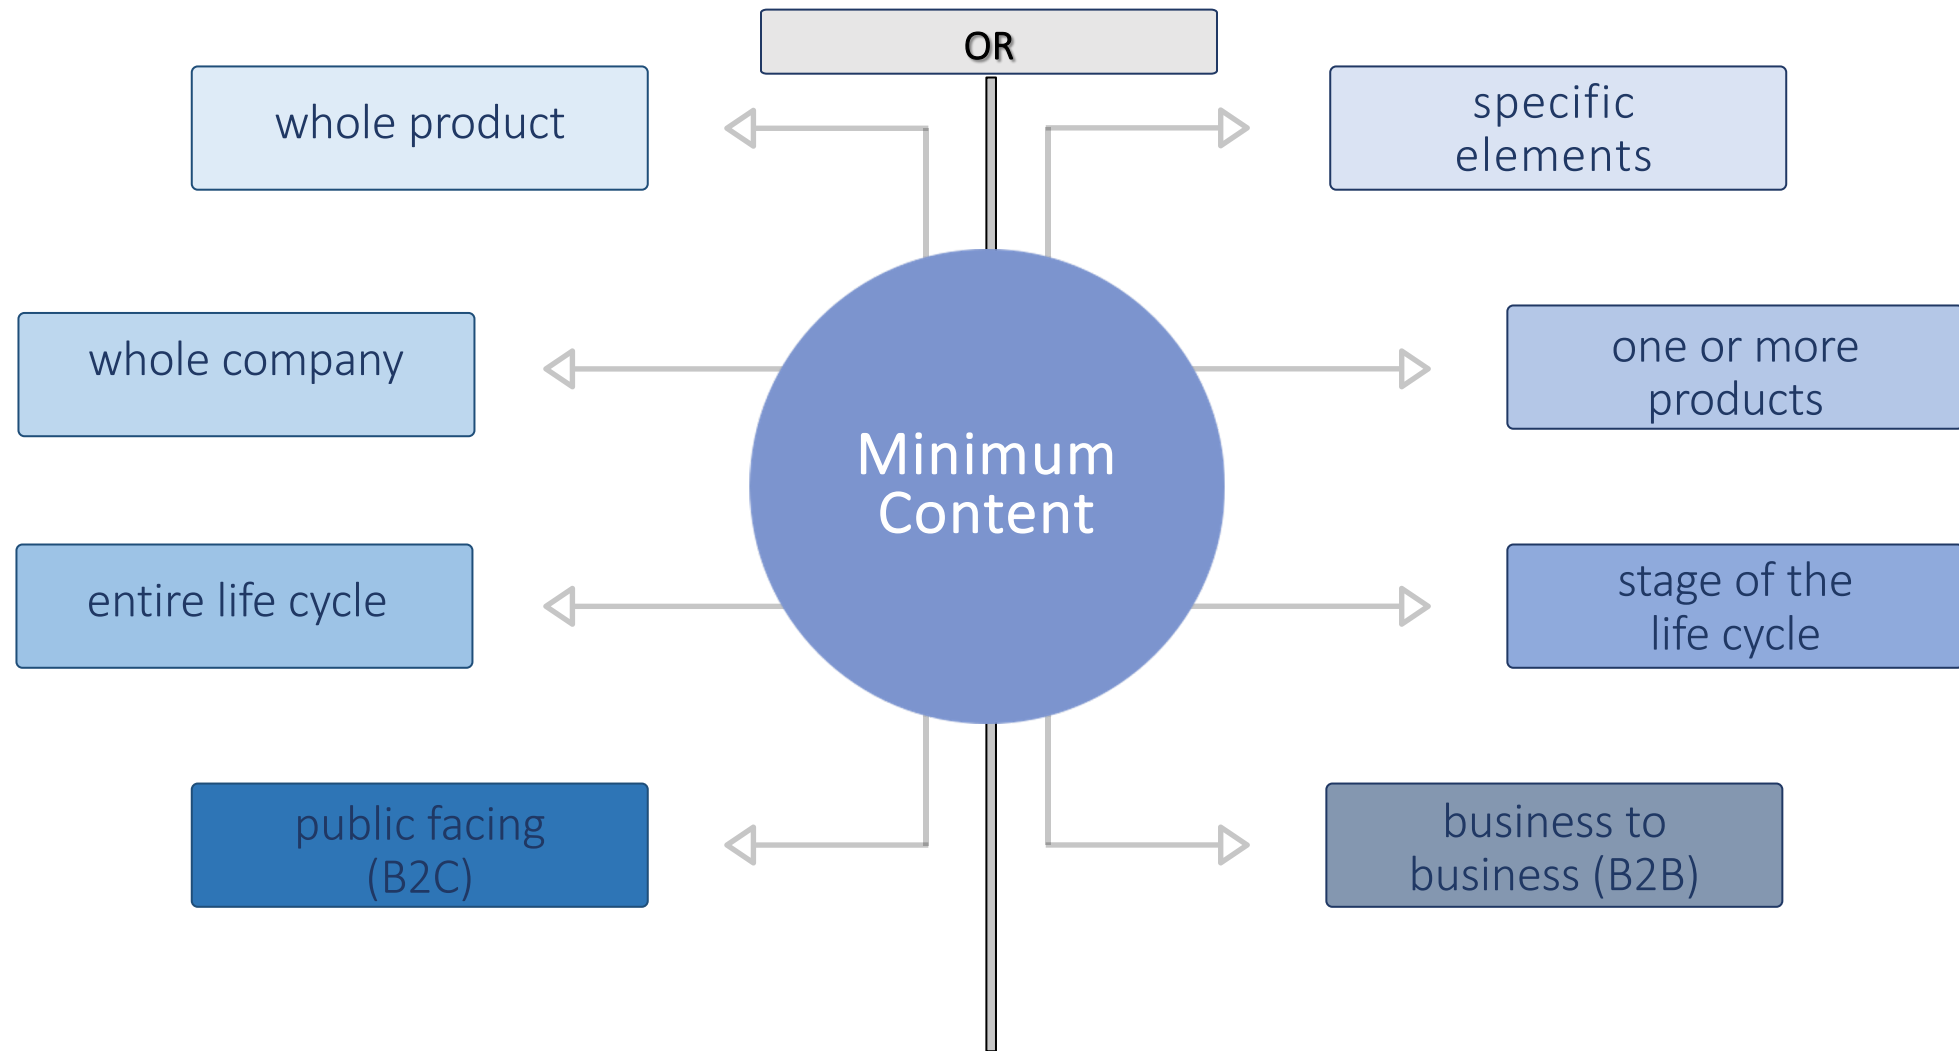 OR
whole product
specific
elements
whole company
one or more
products
Minimum
Content
entire life cycle
stage of the
life cycle
public facing
(B2C)
business to
business (B2B)